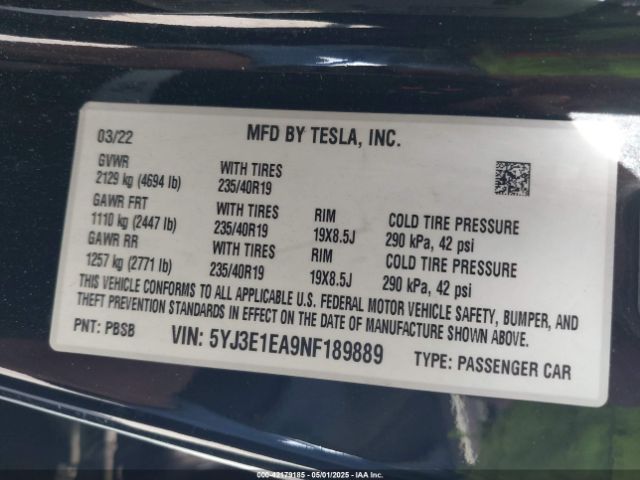 03/22 MFD BY TESLA, INC.
GVWR WITH TIRES
2129 kg (4694 lb) 235/40R19
GAWR FRT WITH TIRES RIM COLD TIRE PRESSURE
1110 kg (2447 lb) 235/40R19 19X8.5J 290 kPa, 42 psi
GAWR RR WITH TIRES RIM COLD TIRE PRESSURE
1257 kg (2771 lb) 235/40R19 19X8.5J 290 kPa, 42 psi
THIS VEHICLE CONFORMS TO ALL APPLICABLE U.S. FEDERAL MOTOR VEHICLE SAFETY, BUMPER, AND
THEFT PREVENTION STANDARDS IN EFFECT ON THE DATE OF MANUFACTURE SHOWN ABOVE.
PNT: PBSB VIN: 5YJ3E1EA9NF189889 TYPE: PASSENGER CAR
000-42179185 - 05/01/2025 - IAA Inc.